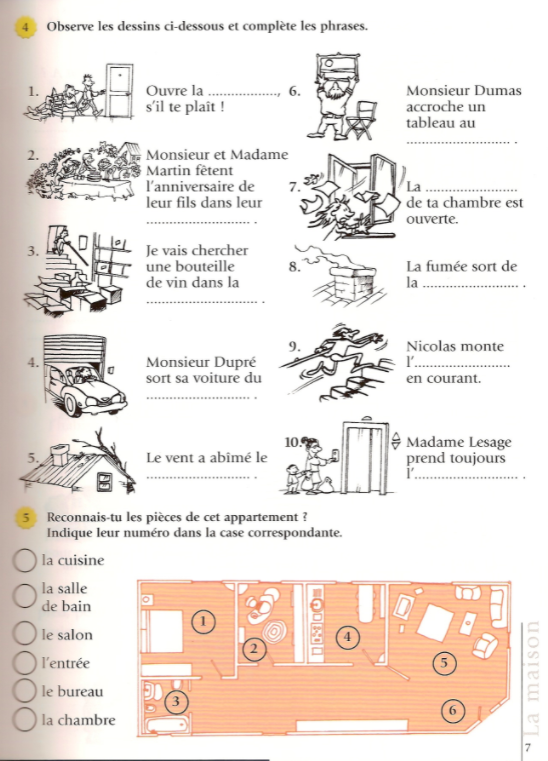 4 Observe les dessins ci-dessous et complète les phrases.
1. Ouvre la ..................,
s'il te plaît !
2. Monsieur et Madame
Martin fêtent
l'anniversaire de
leur fils dans leur
........................... .
3. Je vais chercher
une bouteille
de vin dans la
........................... .
4. Monsieur Dupré
sort sa voiture du
........................... .
5. Le vent a abîmé le
........................... .
6. Monsieur Dumas
accroche un
tableau au
........................... .
7. La ........................
de ta chambre est
ouverte.
8. La fumée sort de
la ........................... .
9. Nicolas monte
l'.........................
en courant.
10. Madame Lesage
prend toujours
l'........................... .
5 Reconnais-tu les pièces de cet appartement ?
Indique leur numéro dans la case correspondante.
la cuisine
la salle
de bain
le salon
l'entrée
le bureau
la chambre
1
2
3
4
5
6
La maison
7